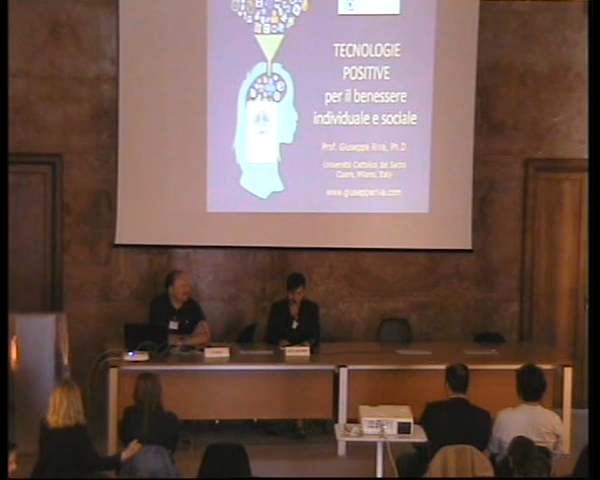 TECNOLOGIE
POSITIVE
per il benessere
individuale e sociale
Prof. Giuseppe Riva, Ph.D
Università Cattolica del Sacro
Cuore, Milano, Italy
www.giusepperiva.com